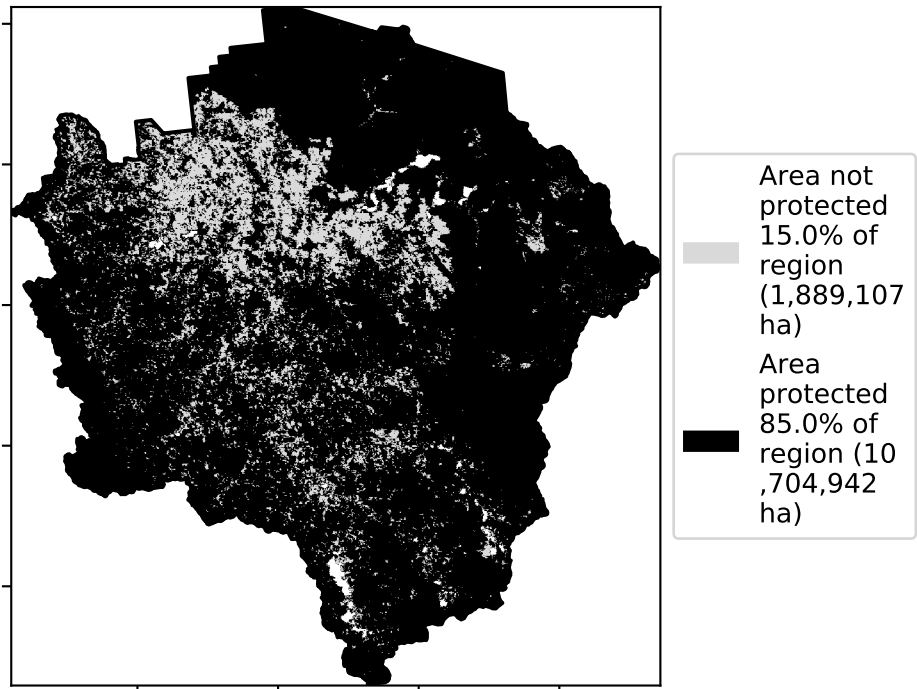 Area not
protected
15.0% of
region
(1,889,107
ha)
Area
protected
85.0% of
region (10
,704,942
ha)